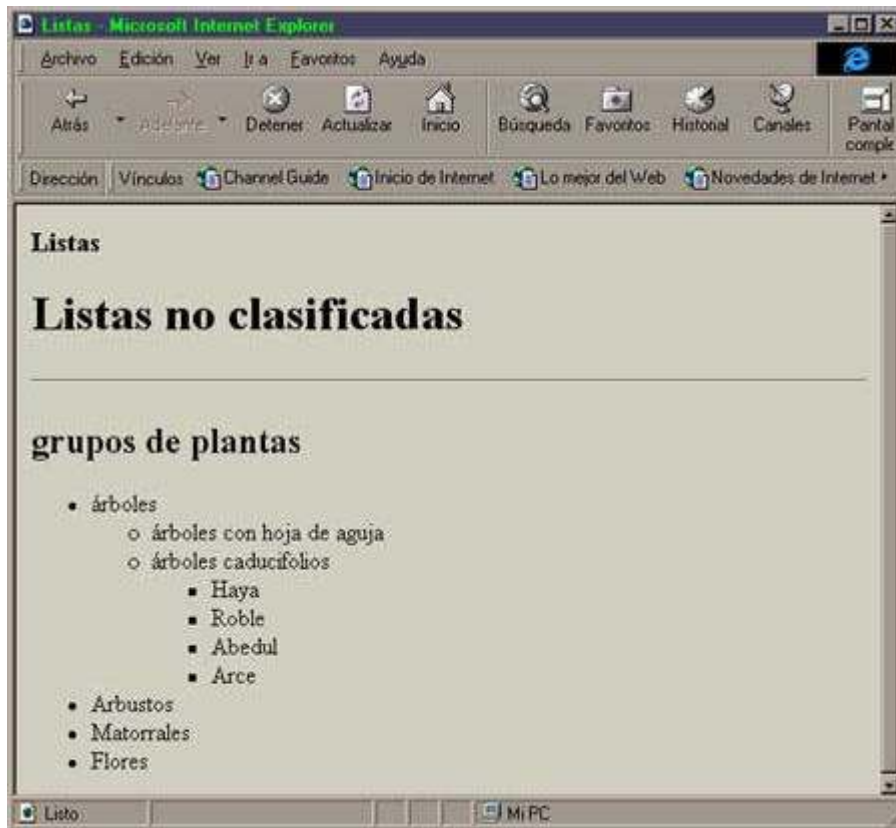 Listas - Microsoft Internet Explorer
Archivo Edición Ver Ir a Favoritos Ayuda
Atrás Adelante Detener Actualizar Inicio Búsqueda Favoritos Historial Canales Pantal
comple
Dirección Vínculos Channel Guide Inicio de Internet Lo mejor del Web Novedades de Internet
Listas
Listas no clasificadas
grupos de plantas
árboles
árboles con hoja de aguja
árboles caducifolios
Haya
Roble
Abedul
Arce
Arbustos
Matorrales
Flores
Listo Mi PC